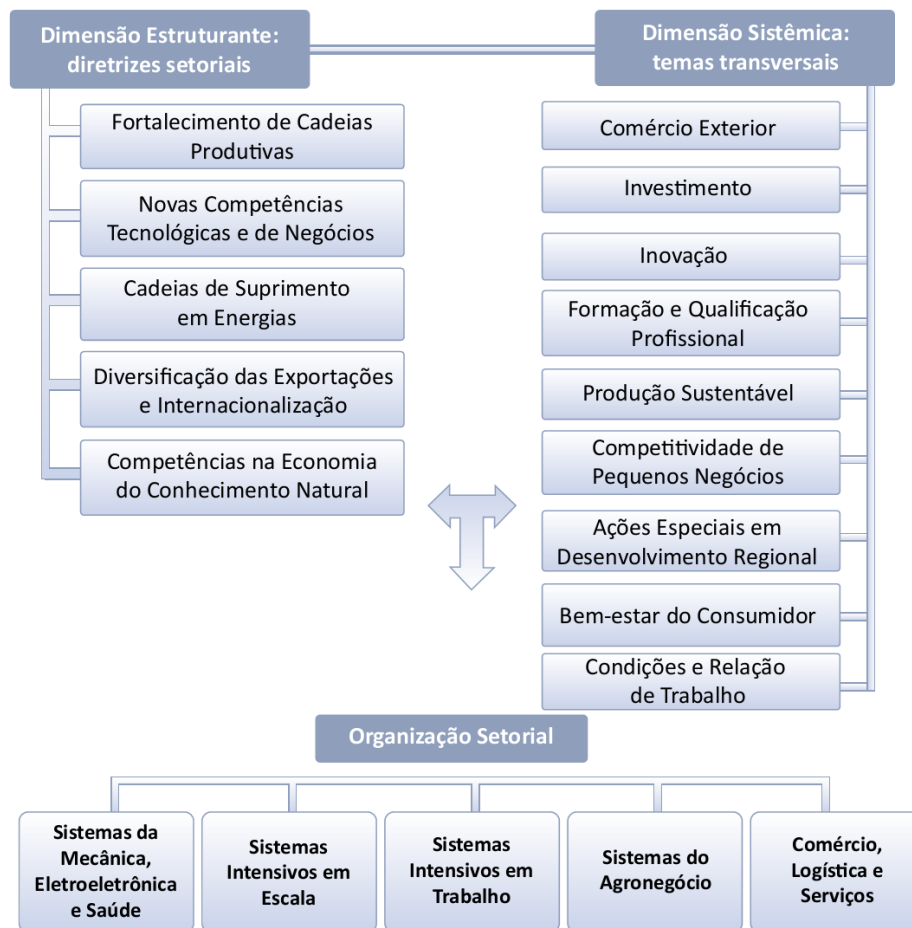 Dimensão Estruturante:
diretrizes setoriais
Fortalecimento de Cadeias
Produtivas
Novas Competências
Tecnológicas e de Negócios
Cadeias de Suprimento
em Energias
Diversificação das Exportações
e Internacionalização
Competências na Economia
do Conhecimento Natural
Dimensão Sistêmica:
temas transversais
Comércio Exterior
Investimento
Inovação
Formação e Qualificação
Profissional
Produção Sustentável
Competitividade de
Pequenos Negócios
Ações Especiais em
Desenvolvimento Regional
Bem-estar do Consumidor
Condições e Relação
de Trabalho
Organização Setorial
Sistemas da
Mecânica,
Eletroeletrônica
e Saúde
Sistemas
Intensivos em
Escala
Sistemas
Intensivos em
Trabalho
Sistemas do
Agronegócio
Comércio,
Logística e
Serviços